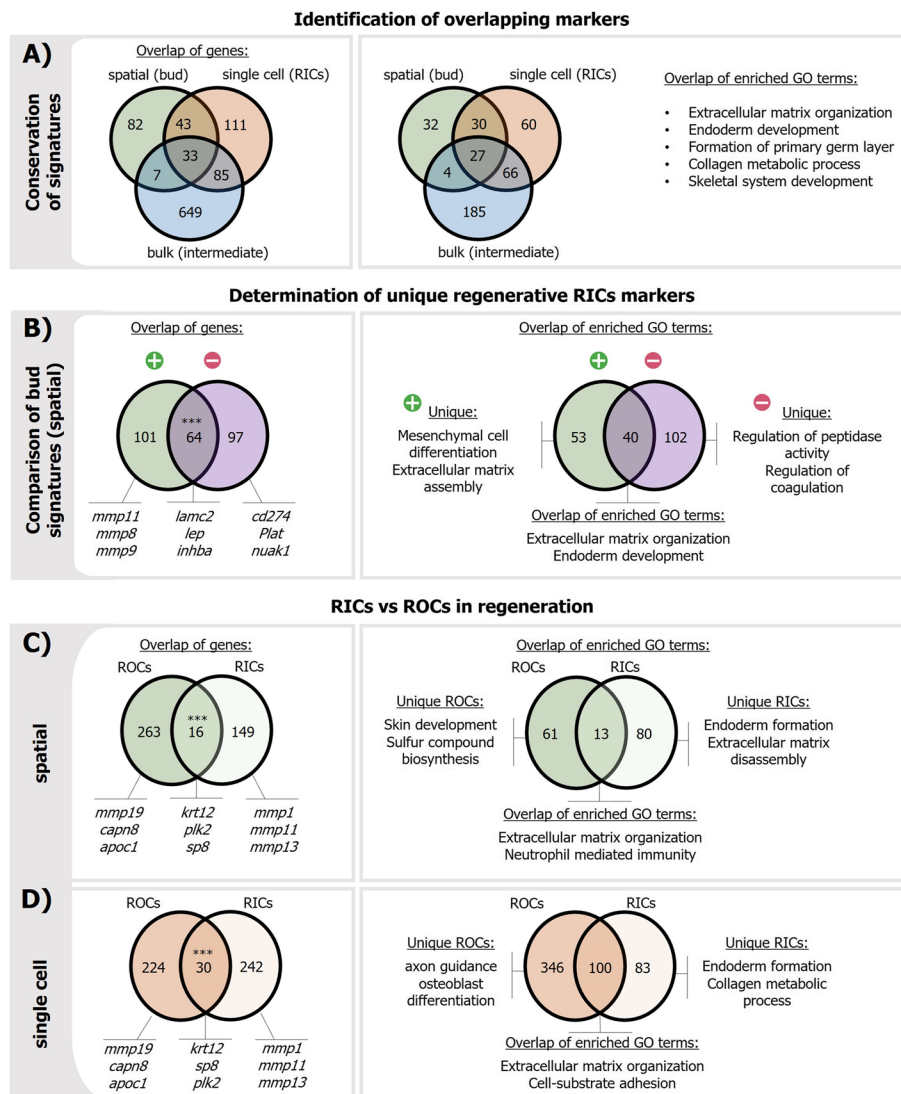 Identification of overlapping markers
A)
Conservation
of signatures
Overlap of genes:
spatial (bud)
single cell (RICs)
82
43
111
33
7
85
649
bulk (intermediate)
spatial (bud)
single cell (RICs)
32
30
60
27
4
66
185
bulk (intermediate)
Overlap of enriched GO terms:
• Extracellular matrix organization
• Endoderm development
• Formation of primary germ layer
• Collagen metabolic process
• Skeletal system development
Determination of unique regenerative RICs markers
B)
Comparison of bud
signatures (spatial)
Overlap of genes:
+
−
***
101
64
97
mmp11
mmp8
mmp9
lamc2
lep
inhba
cd274
Plat
nuak1
Overlap of enriched GO terms:
+
−
+ Unique:
Mesenchymal cell
differentiation
Extracellular matrix
assembly
53
40
102
− Unique:
Regulation of peptidase
activity
Regulation of
coagulation
Overlap of enriched GO terms:
Extracellular matrix organization
Endoderm development
RICs vs ROCs in regeneration
C)
spatial
Overlap of genes:
ROCs
RICs
***
263
16
149
mmp19
capn8
apoc1
krt12
plk2
sp8
mmp1
mmp11
mmp13
Overlap of enriched GO terms:
ROCs
RICs
Unique ROCs:
Skin development
Sulfur compound
biosynthesis
61
13
80
Unique RICs:
Endoderm formation
Extracellular matrix
disassembly
Overlap of enriched GO terms:
Extracellular matrix organization
Neutrophil mediated immunity
D)
single cell
ROCs
RICs
***
224
30
242
mmp19
capn8
apoc1
krt12
sp8
plk2
mmp1
mmp11
mmp13
ROCs
RICs
Unique ROCs:
axon guidance
osteoblast
differentiation
346
100
83
Unique RICs:
Endoderm formation
Collagen metabolic
process
Overlap of enriched GO terms:
Extracellular matrix organization
Cell-substrate adhesion